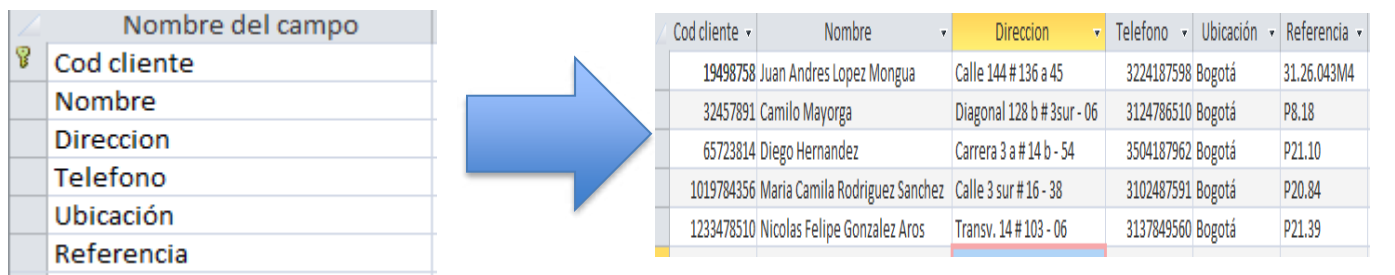 Nombre del campo
Cod cliente
Nombre
Direccion
Telefono
Ubicación
Referencia
Cod cliente Nombre Direccion Telefono Ubicación Referencia
19498758 Juan Andres Lopez Mongua Calle 144 # 136 a 45 3224187598 Bogotá 31.26.043M4
32457891 Camilo Mayorga Diagonal 128 b # 3sur - 06 3124786510 Bogotá P8.18
65723814 Diego Hernandez Carrera 3 a # 14 b - 54 3504187962 Bogotá P21.10
1019784356 Maria Camila Rodriguez Sanchez Calle 3 sur # 16 - 38 3102487591 Bogotá P20.84
1233478510 Nicolas Felipe Gonzalez Aros Transv. 14 # 103 - 06 3137849560 Bogotá P21.39